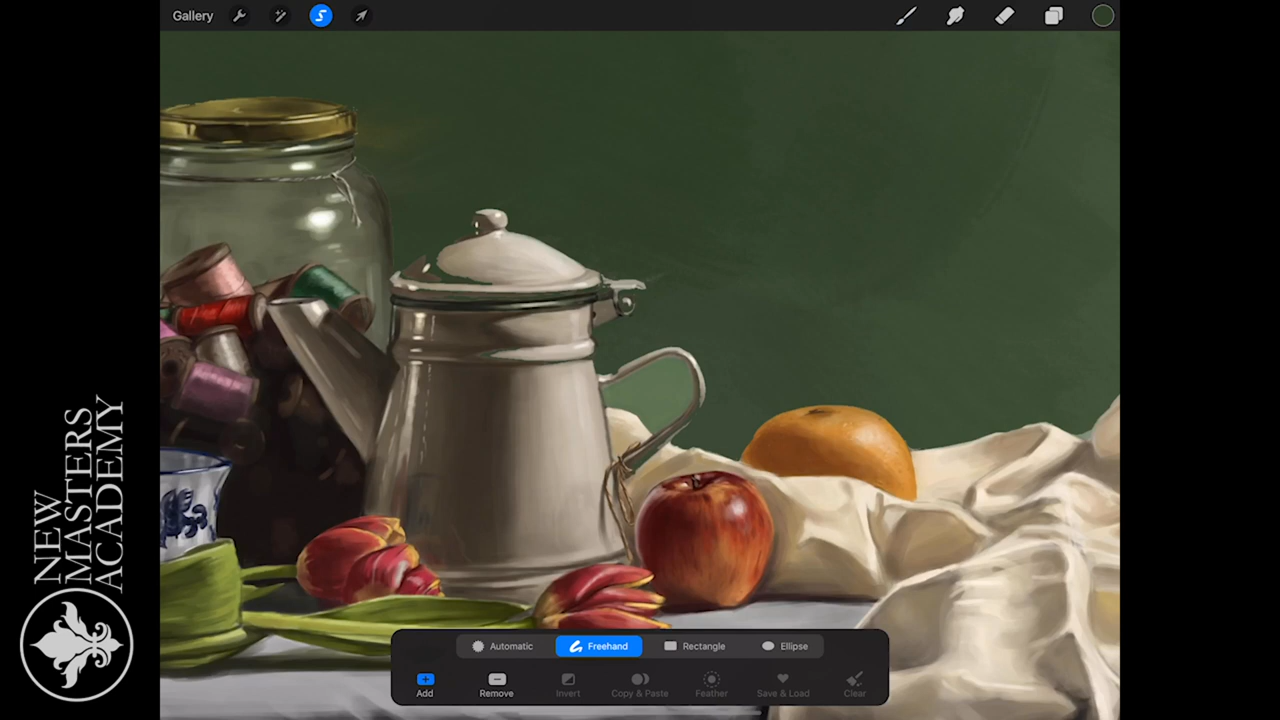 Gallery
NEW
MASTERS
ACADEMY
Automatic
Freehand
Rectangle
Ellipse
Add
Remove
Invert
Copy & Paste
Feather
Save & Load
Clear